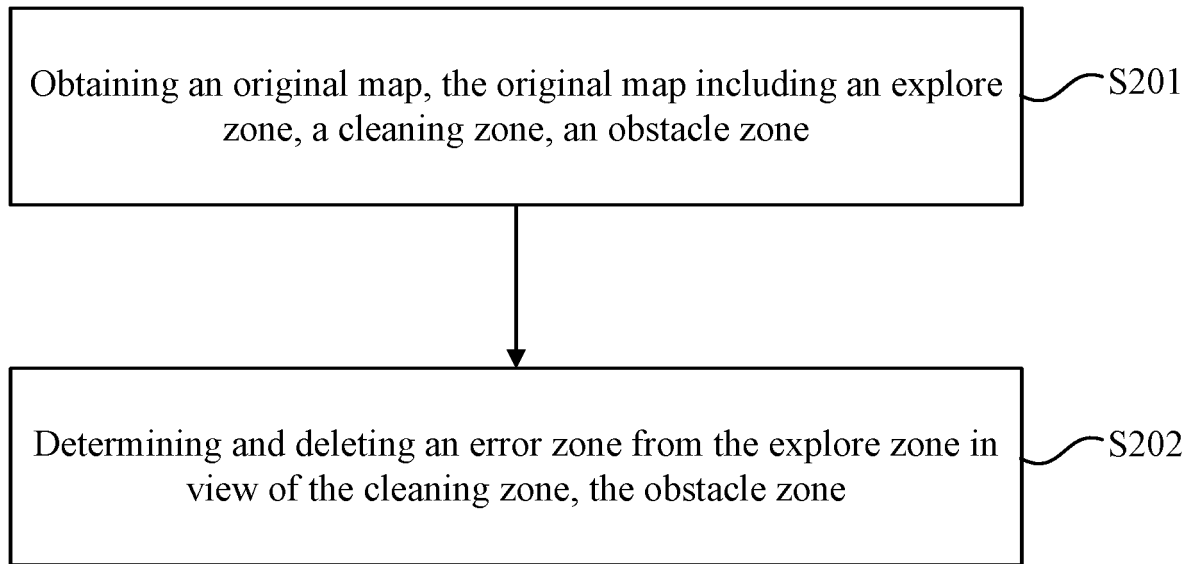 Obtaining an original map, the original map including an explore
zone, a cleaning zone, an obstacle zone
S201
Determining and deleting an error zone from the explore zone in
view of the cleaning zone, the obstacle zone
S202